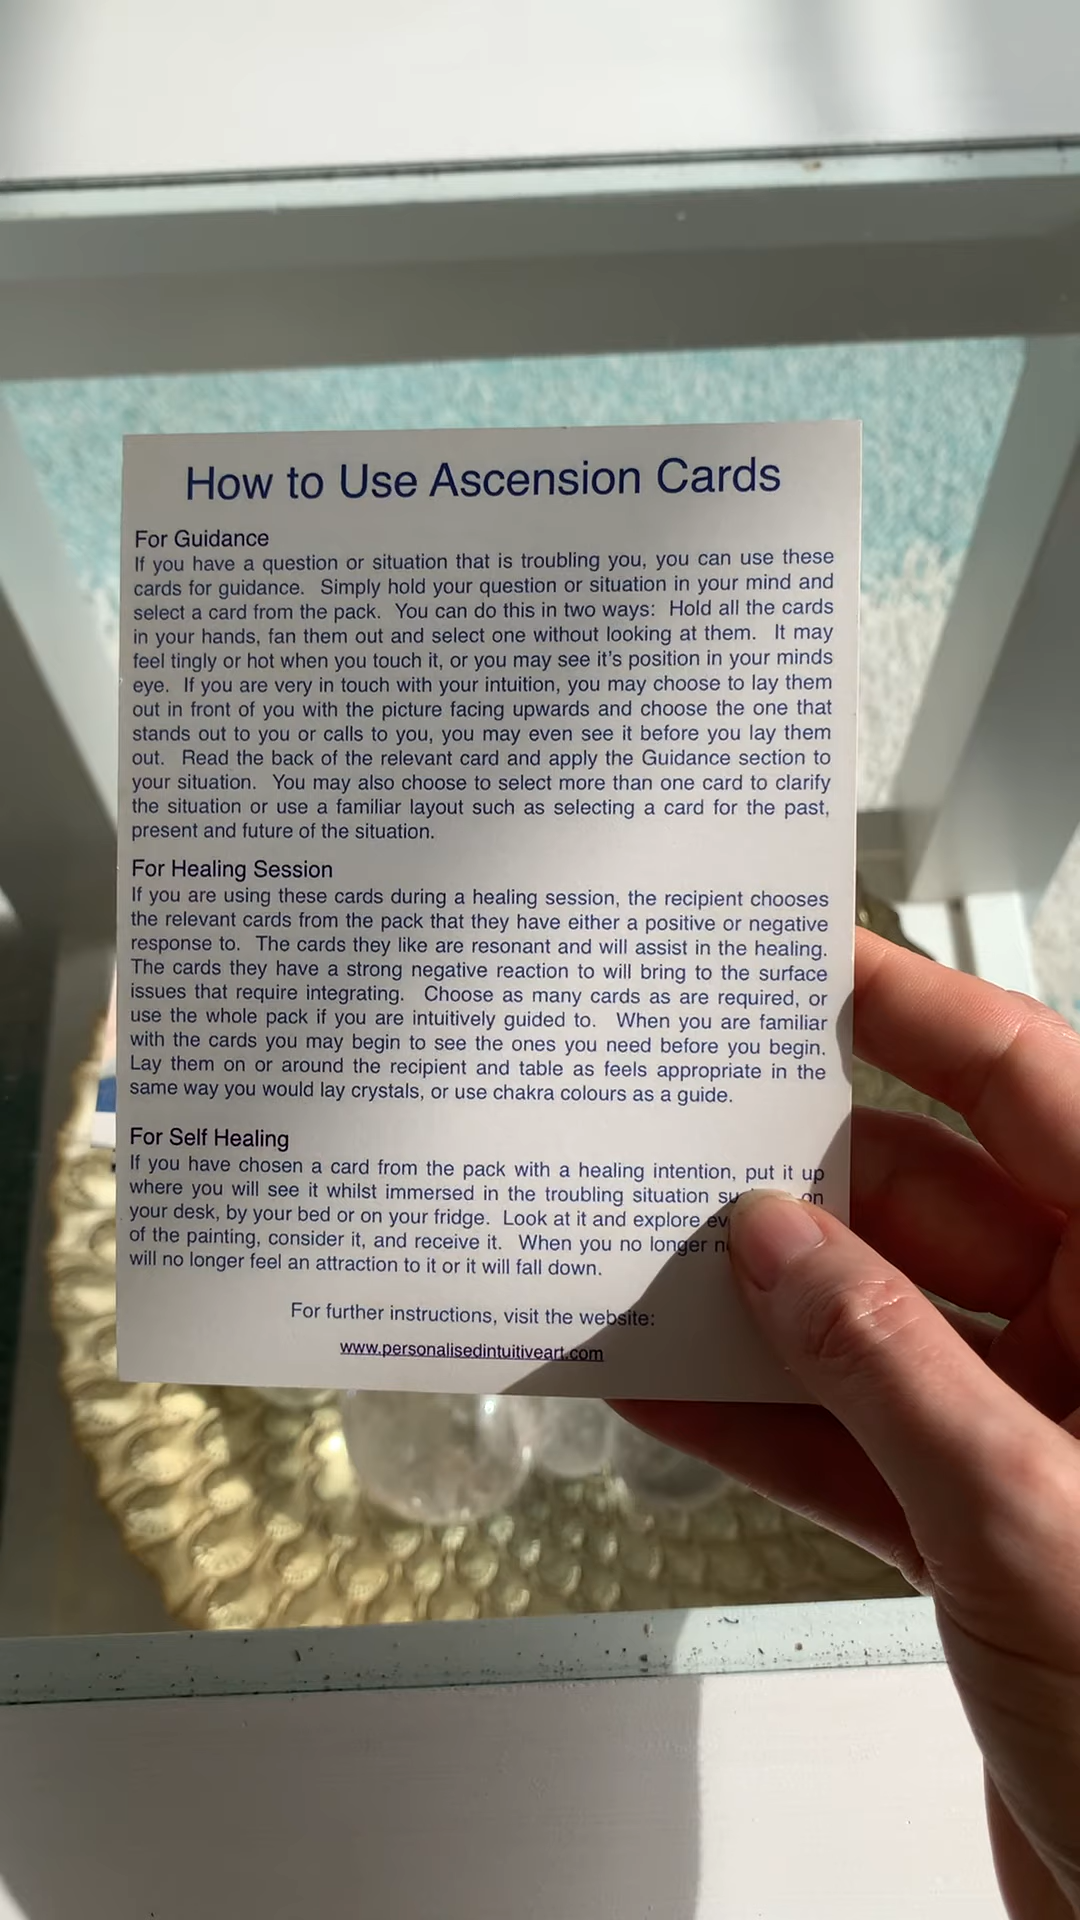 How to Use Ascension Cards
For Guidance
If you have a question or situation that is troubling you, you can use these
cards for guidance. Simply hold your question or situation in your mind and
select a card from the pack. You can do this in two ways: Hold all the cards
in your hands, fan them out and select one without looking at them. It may
feel tingly or hot when you touch it, or you may see it's position in your minds
eye. If you are very in touch with your intuition, you may choose to lay them
out in front of you with the picture facing upwards and choose the one that
stands out to you or calls to you, you may even see it before you lay them
out. Read the back of the relevant card and apply the Guidance section to
your situation. You may also choose to select more than one card to clarify
the situation or use a familiar layout such as selecting a card for the past,
present and future of the situation.
For Healing Session
If you are using these cards during a healing session, the recipient chooses
the relevant cards from the pack that they have either a positive or negative
response to. The cards they like are resonant and will assist in the healing.
The cards they have a strong negative reaction to will bring to the surface
issues that require integrating. Choose as many cards as are required, or
use the whole pack if you are intuitively guided to. When you are familiar
with the cards you may begin to see the ones you need before you begin.
Lay them on or around the recipient and table as feels appropriate in the
same way you would lay crystals, or use chakra colours as a guide.
For Self Healing
If you have chosen a card from the pack with a healing intention, put it up
where you will see it whilst immersed in the troubling situation on
your desk, by your bed or on your fridge. Look at it and explore
of the painting, consider it, and receive it. When you no longer
will no longer feel an attraction to it or it will fall down.
For further instructions, visit the website:
www.personalisedintuitiveart.com